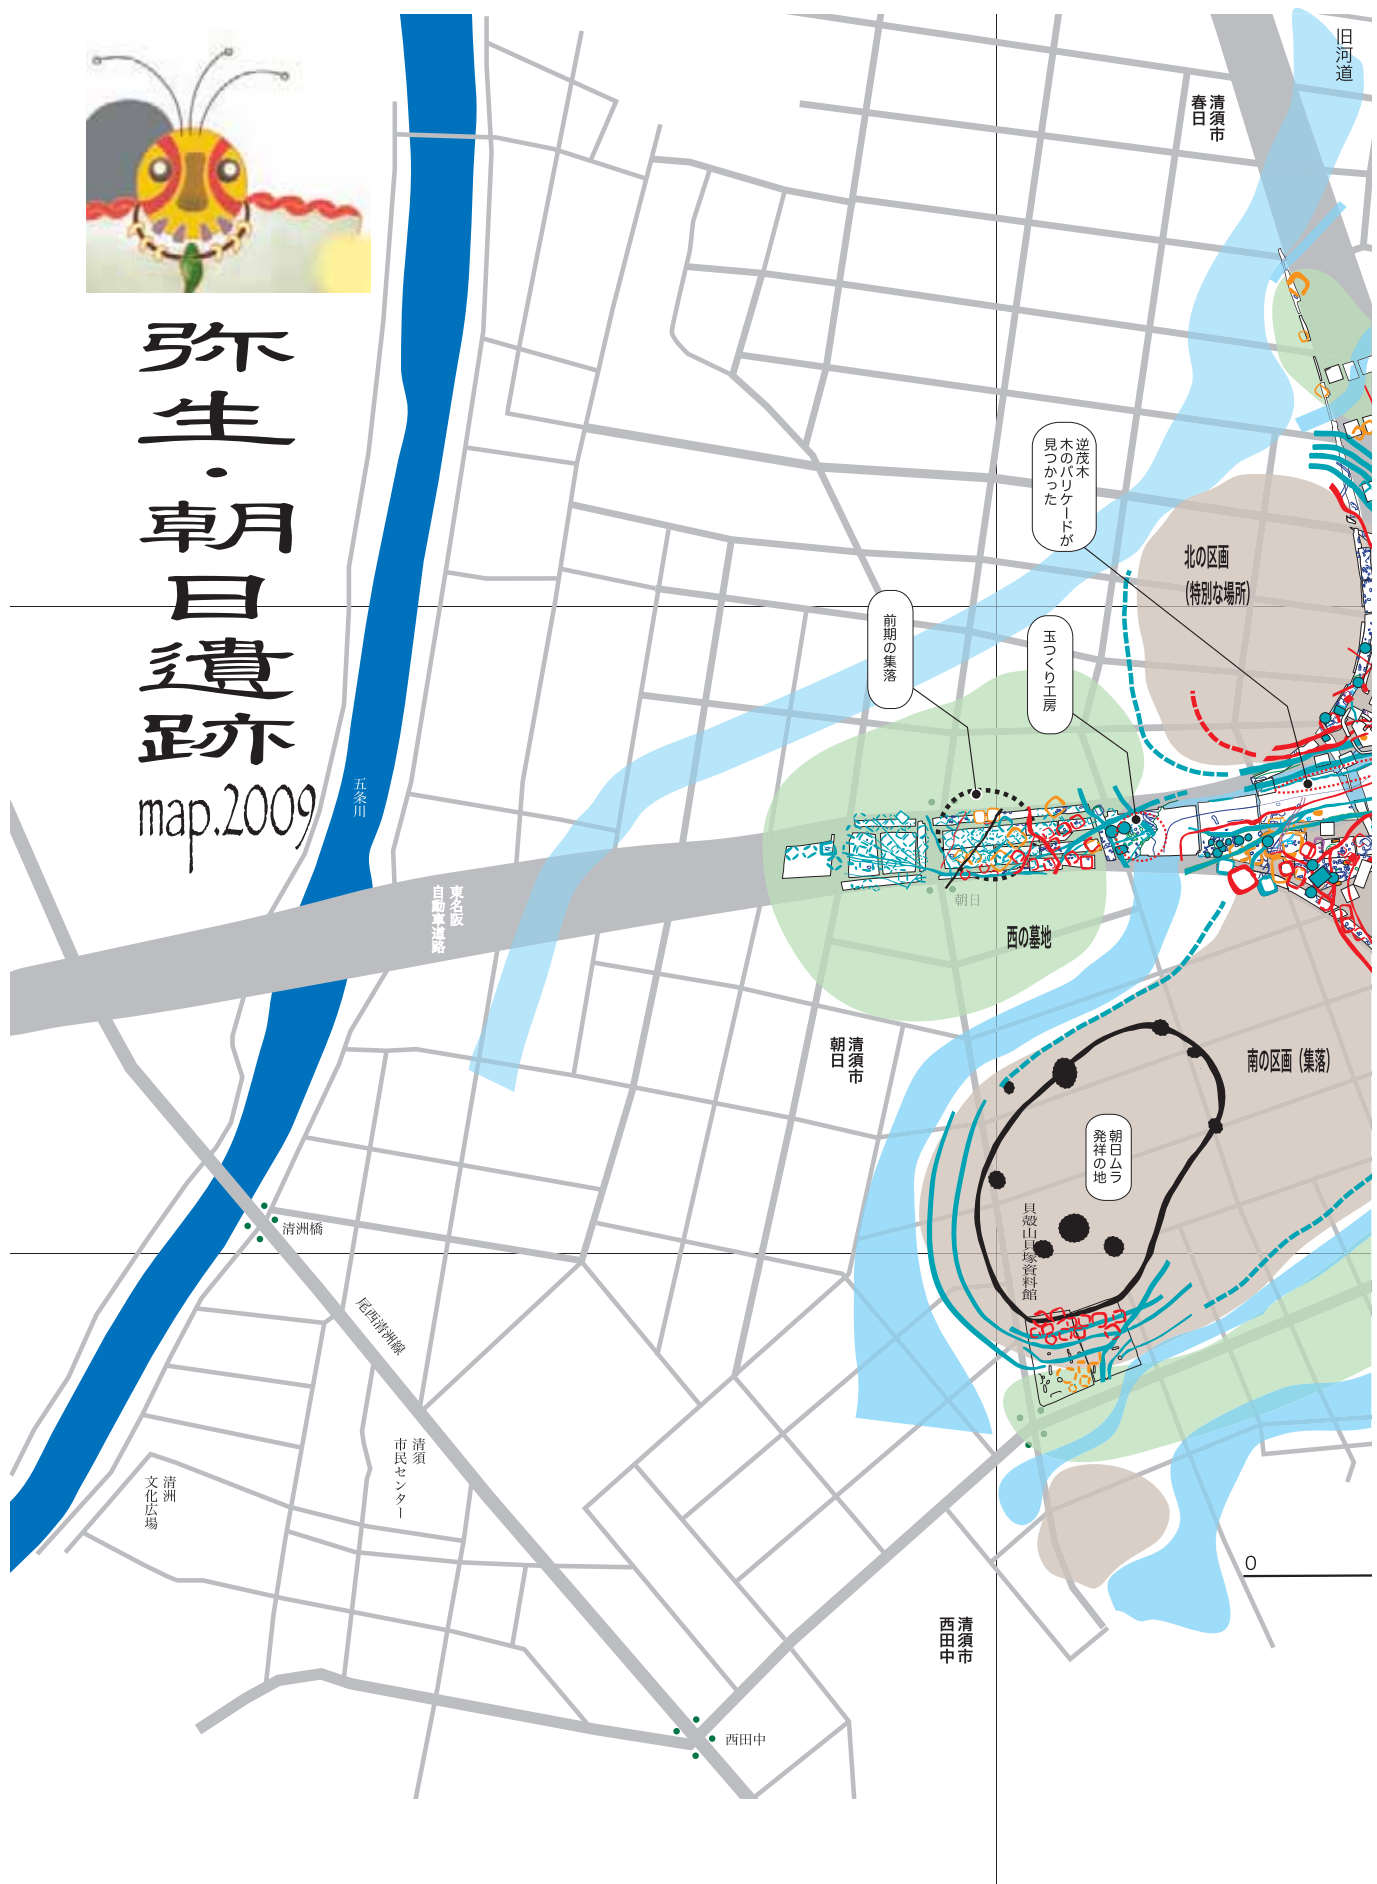 弥生・朝日遺跡
map.2009
旧河道
清須市
春日
逆茂木
木のバリケードが
見つかった
北の区画
(特別な場所)
前期の集落
玉つくり工房
五条川
東名阪
自動車道路
朝日
西の墓地
清須市
朝日
南の区画(集落)
朝日ムラ
発祥の地
貝殻山貝塚資料館
清洲橋
尾西清洲線
清須
市民センター
清洲
文化広場
0
清須市
西田中
西田中